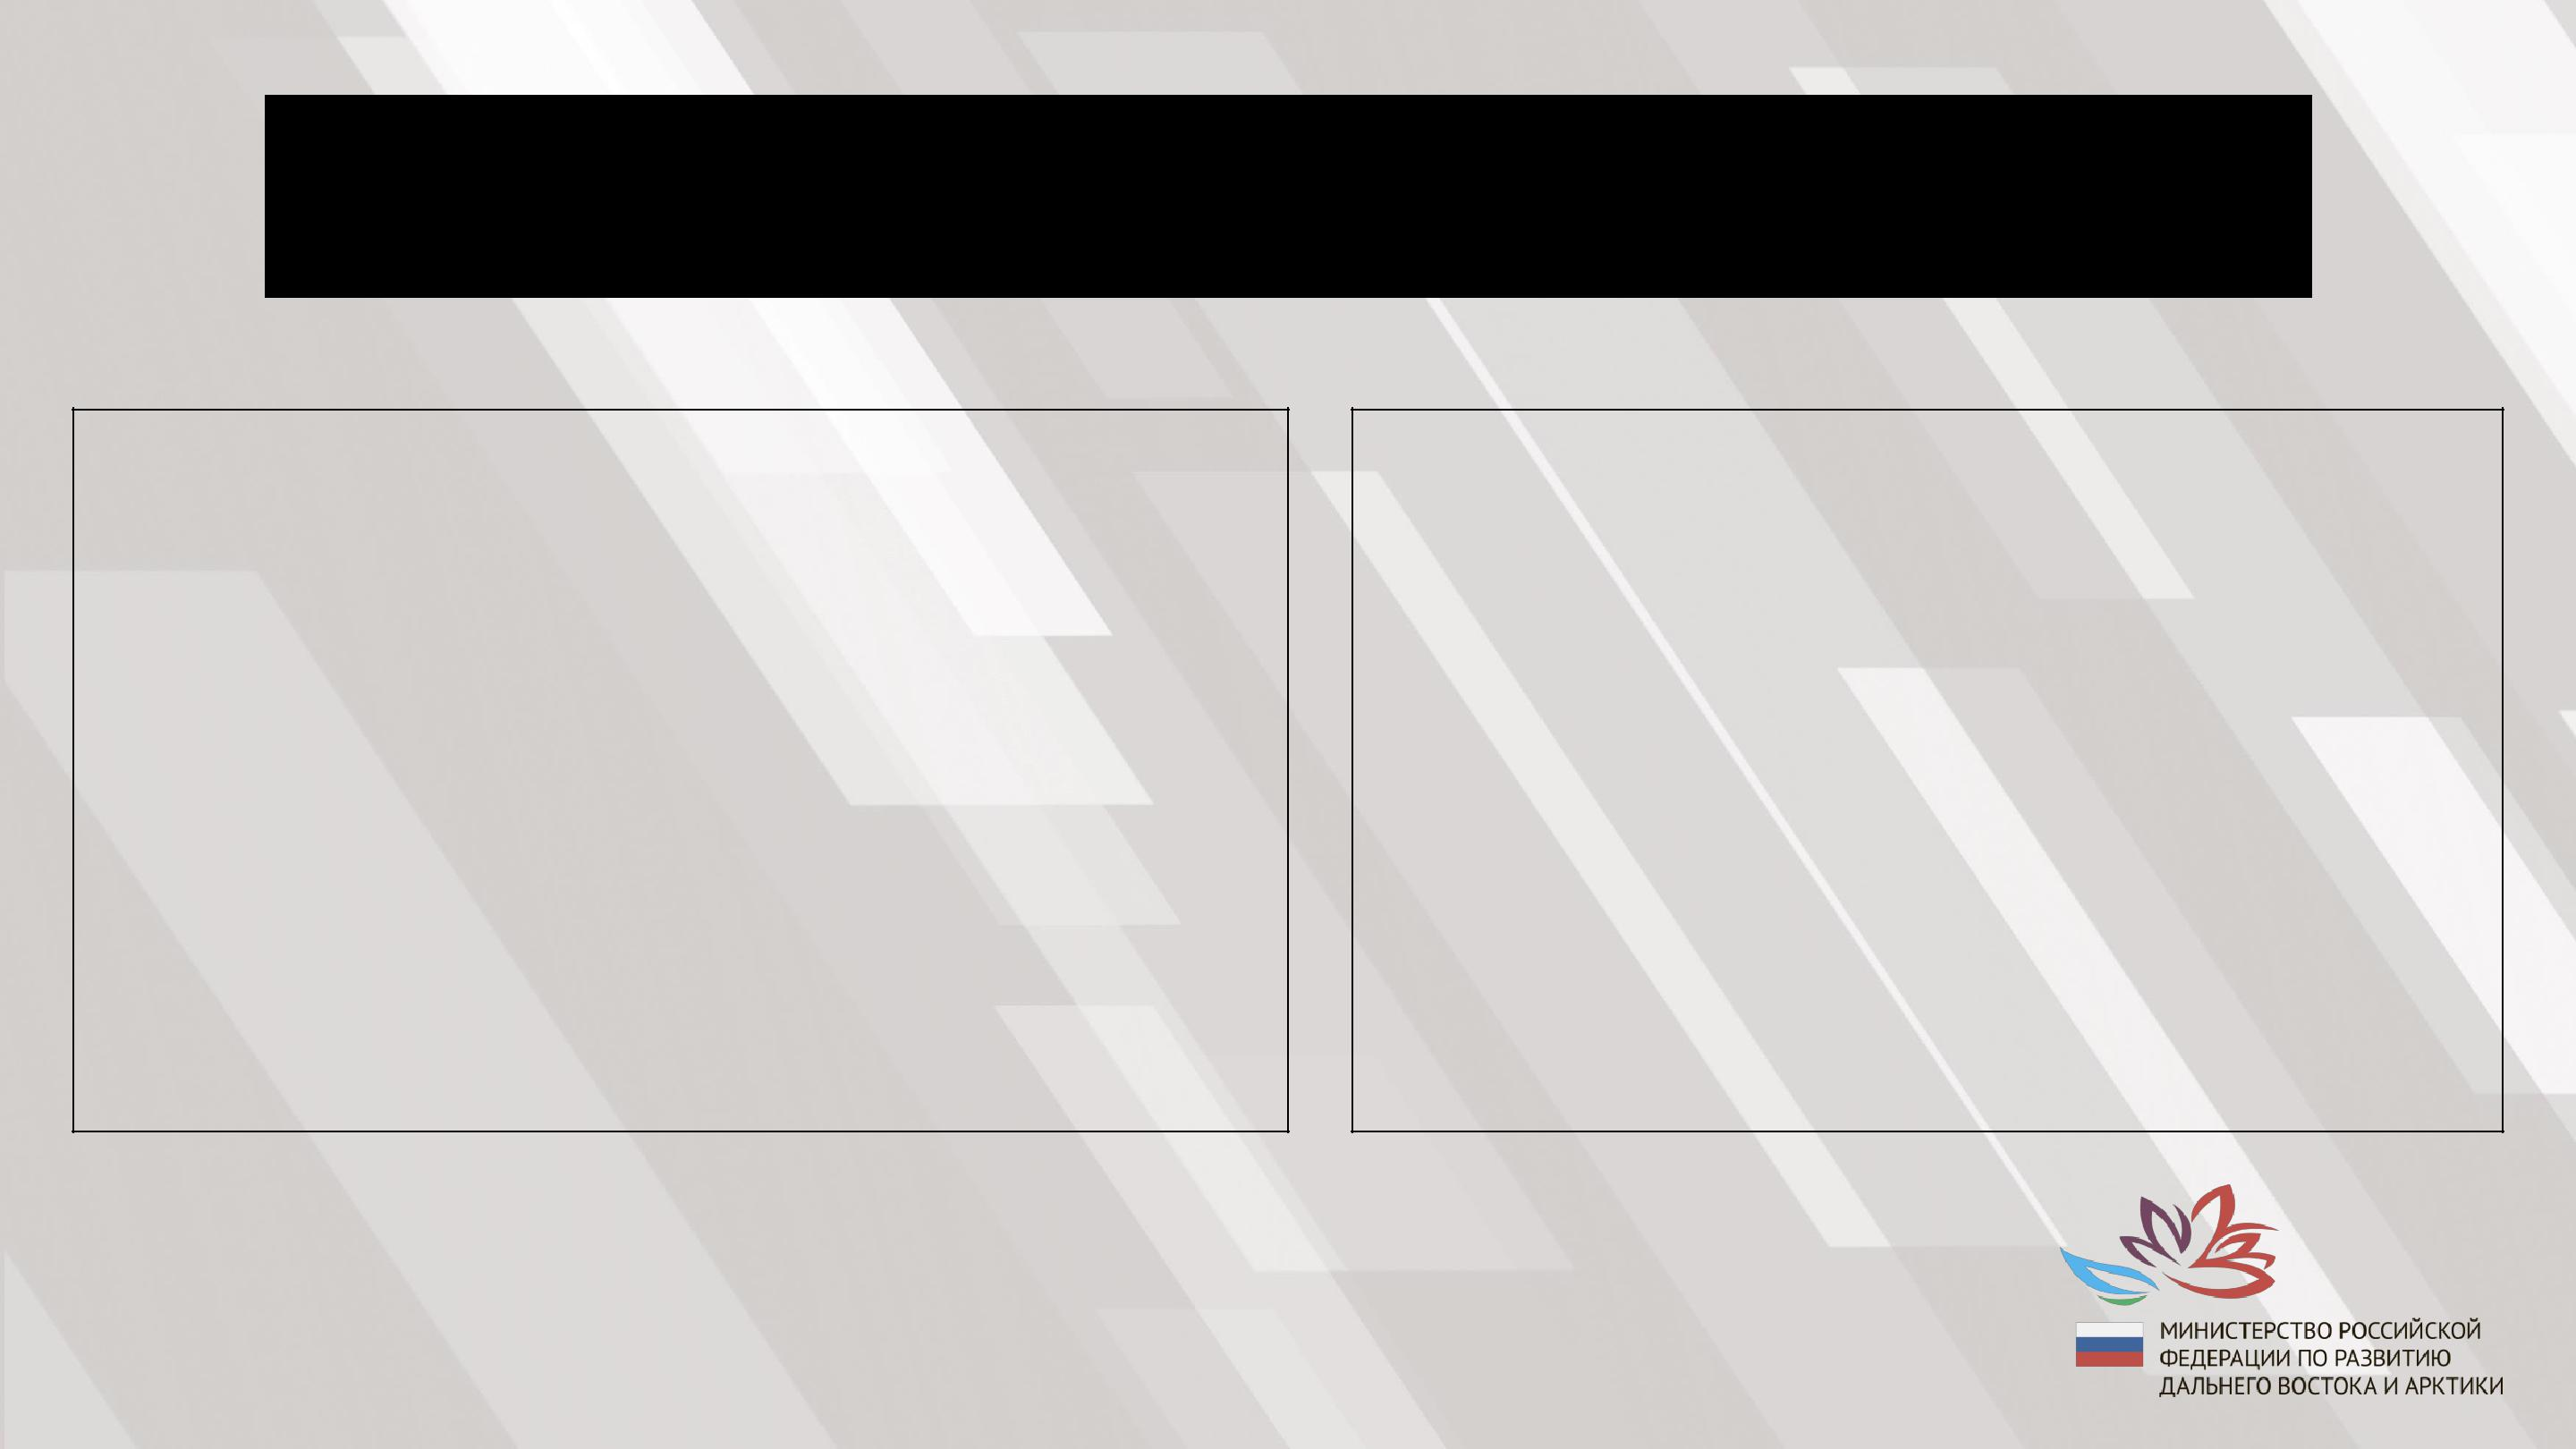 МИНИСТЕРСТВО РОССИЙСКОЙ
ФЕДЕРАЦИИ ПО РАЗВИТИЮ
ДАЛЬНЕГО ВОСТОКА И АРКТИКИ